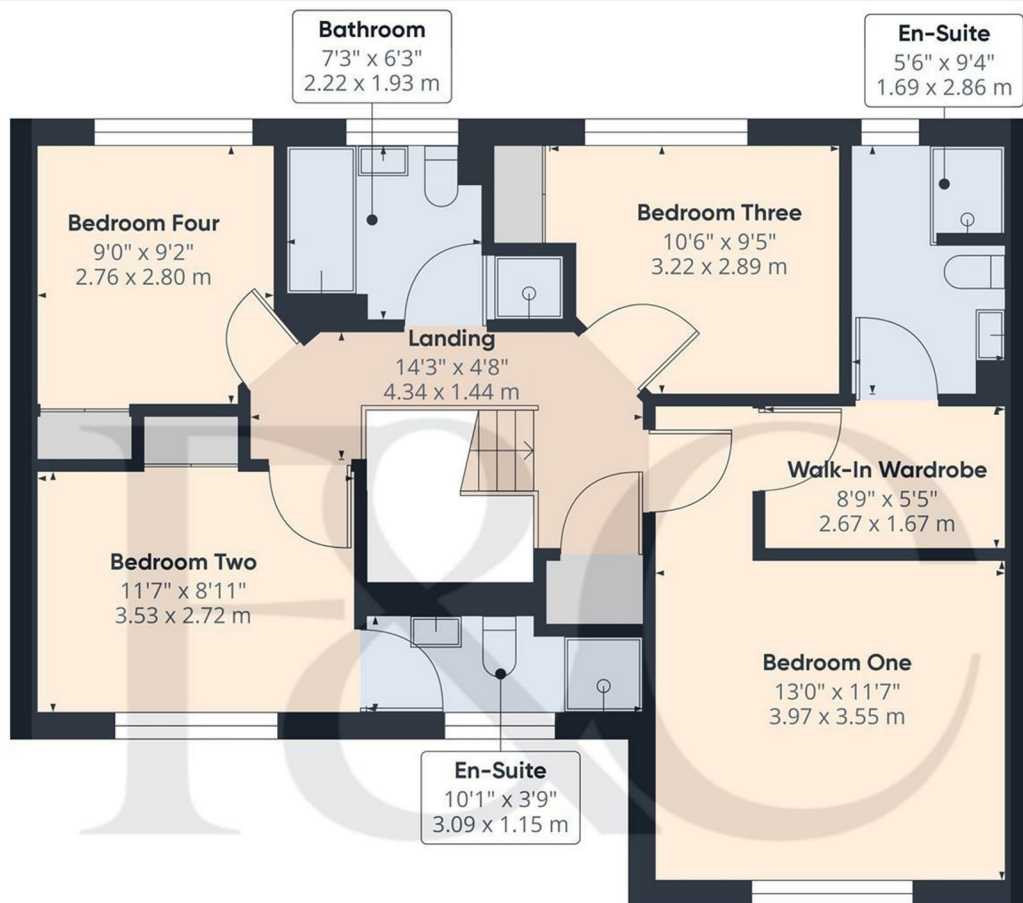 Bathroom
7'3" x 6'3"
2.22 x 1.93 m
En-Suite
5'6" x 9'4"
1.69 x 2.86 m
Bedroom Four
9'0" x 9'2"
2.76 x 2.80 m
Bedroom Three
10'6" x 9'5"
3.22 x 2.89 m
Landing
14'3" x 4'8"
4.34 x 1.44 m
Walk-In Wardrobe
8'9" x 5'5"
2.67 x 1.67 m
Bedroom Two
11'7" x 8'11"
3.53 x 2.72 m
Bedroom One
13'0" x 11'7"
3.97 x 3.55 m
En-Suite
10'1" x 3'9"
3.09 x 1.15 m
F&C